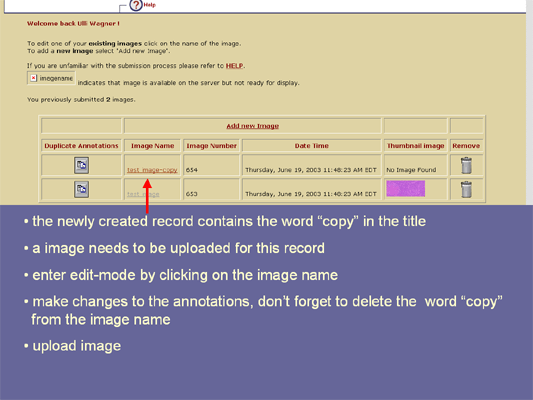 Help
Welcome back Ulli Wagner !
To edit one of your existing images click on the name of the image.
To add a new image select 'Add new Image'.
If you are unfamiliar with the submission process please refer to HELP.
imagename indicates that image is available on the server but not ready for display.
You previously submitted 2 images.
Add new Image
Duplicate Annotations Image Name Image Number Date Time Thumbnail image Remove
test image-copy 654 Thursday, June 19, 2003 11:48:23 AM EDT No Image Found
test image 653 Thursday, June 19, 2003 11:48:23 AM EDT
• the newly created record contains the word “copy” in the title
• a image needs to be uploaded for this record
• enter edit-mode by clicking on the image name
• make changes to the annotations, don’t forget to delete the word “copy”
from the image name
• upload image